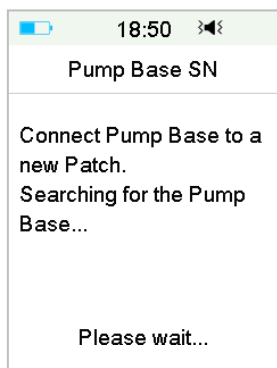 18:50
Pump Base SN
Connect Pump Base to a
new Patch.
Searching for the Pump
Base...
Please wait...